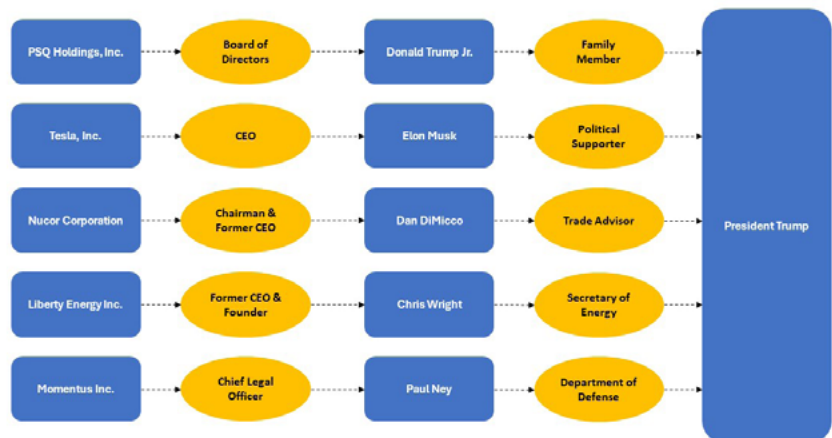 PSQ Holdings, Inc.
Board of
Directors
Donald Trump Jr.
Family
Member
Tesla, Inc.
CEO
Elon Musk
Political
Supporter
Nucor Corporation
Chairman &
Former CEO
Dan DiMicco
Trade Advisor
President Trump
Liberty Energy Inc.
Former CEO &
Founder
Chris Wright
Secretary of
Energy
Momentus Inc.
Chief Legal
Officer
Paul Ney
Department of
Defense